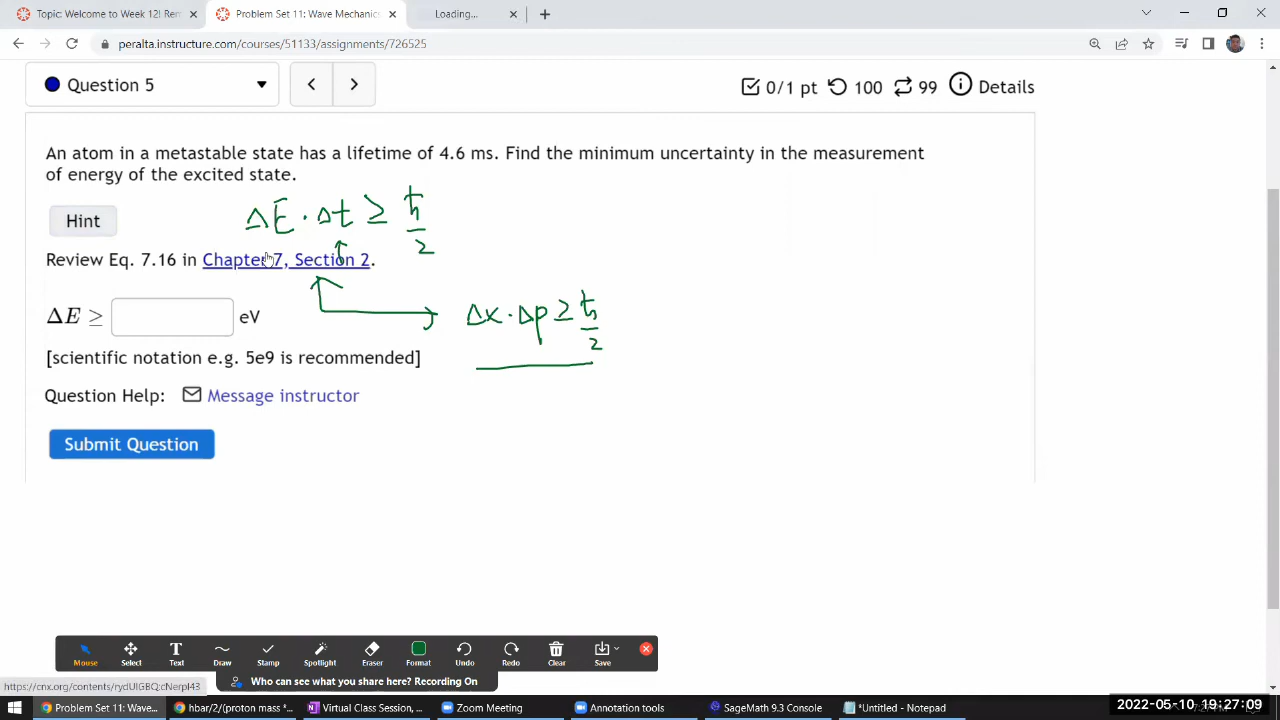 Topic: Welcome to Week 12! Re
Problem Set 11: Wave Mechanics
Loading...
peralta.instructure.com/courses/51133/assignments/726525
Question 5
0/1 pt 100 99 Details
An atom in a metastable state has a lifetime of 4.6 ms. Find the minimum uncertainty in the measurement
of energy of the excited state.
ΔE · Δt ≥ ħ/2
Hint
Review Eq. 7.16 in Chapter 7, Section 2.
Δx · Δp ≥ ħ/2
ΔE ≥ eV
[scientific notation e.g. 5e9 is recommended]
Question Help: Message instructor
Submit Question
Mouse Select Text Draw Stamp Spotlight Eraser Format Undo Redo Clear Save
Who can see what you share here? Recording On
https://cnx.org/contents/rydUIGBQ:cNerpI43
Problem Set 11: Wave... hbar/2/(proton mass *... Virtual Class Session, ... Zoom Meeting Annotation tools SageMath 9.3 Console *Untitled - Notepad
2022-05-10 19:27:09